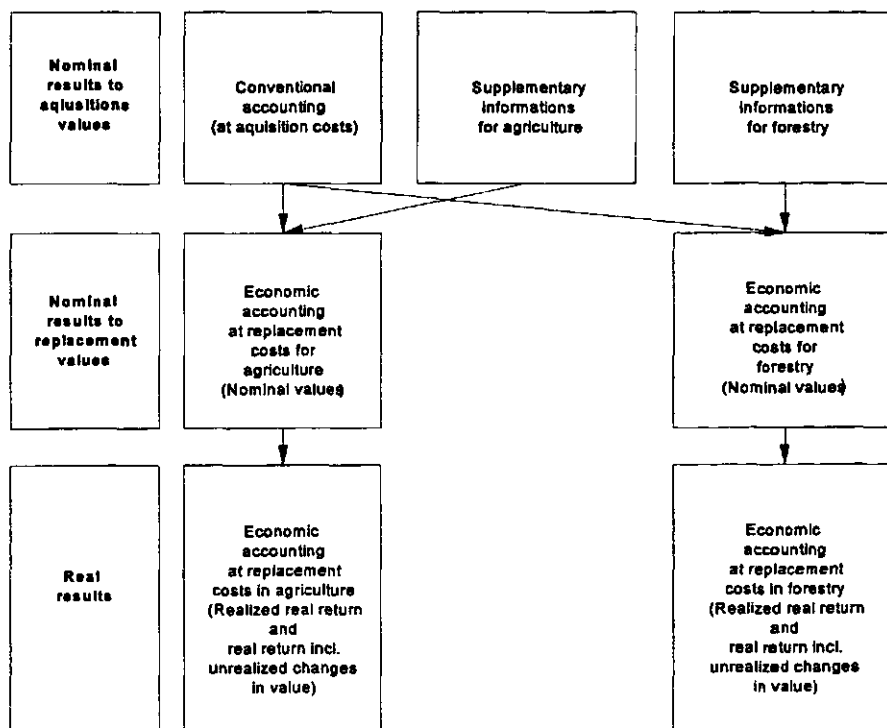 Nominal
results to
aqlusitions
values
Conventional
accounting
(at aquisition costs)
Supplementary
informations
for agriculture
Supplementary
informations
for forestry
Nominal
results to
replacement
values
Economic
accounting
at replacement
costs for
agriculture
(Nominal values)
Economic
accounting
at replacement
costs for
forestry
(Nominal values)
Real
results
Economic
accounting
at replacement
costs in agriculture
(Realized real return
and
real return incl.
unrealized changes
in value)
Economic
accounting
at replacement
costs in forestry
(Realized real return
and
real return incl.
unrealized changes
in value)